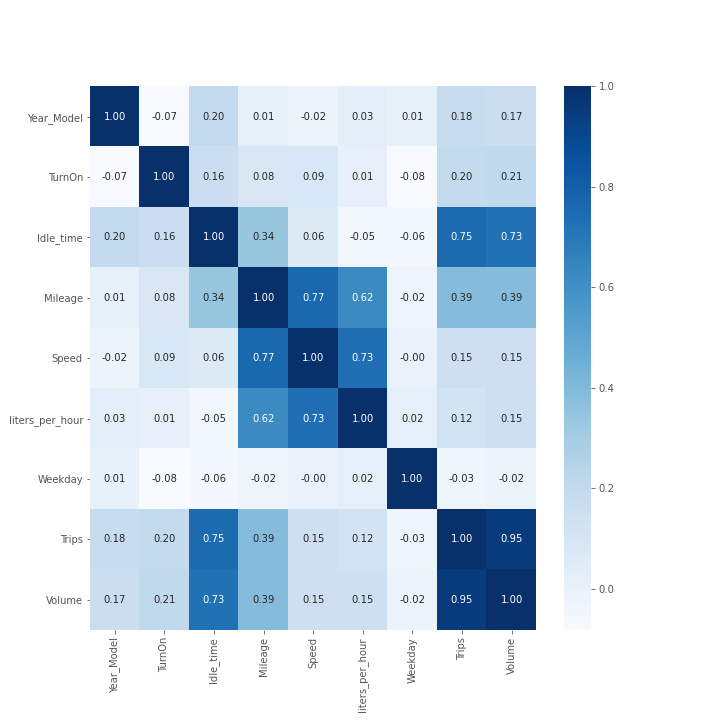 1.0
Year_Model 1.00 -0.07 0.20 0.01 -0.02 0.03 0.01 0.18 0.17
TurnOn -0.07 1.00 0.16 0.08 0.09 0.01 -0.08 0.20 0.21
0.8
Idle_time 0.20 0.16 1.00 0.34 0.06 -0.05 -0.06 0.75 0.73
Mileage 0.01 0.08 0.34 1.00 0.77 0.62 -0.02 0.39 0.39
0.6
Speed -0.02 0.09 0.06 0.77 1.00 0.73 -0.00 0.15 0.15
0.4
liters_per_hour 0.03 0.01 -0.05 0.62 0.73 1.00 0.02 0.12 0.15
Weekday 0.01 -0.08 -0.06 -0.02 -0.00 0.02 1.00 -0.03 -0.02
0.2
Trips 0.18 0.20 0.75 0.39 0.15 0.12 -0.03 1.00 0.95
0.0
Volume 0.17 0.21 0.73 0.39 0.15 0.15 -0.02 0.95 1.00
Year_Model
TurnOn
Idle_time
Mileage
Speed
liters_per_hour
Weekday
Trips
Volume